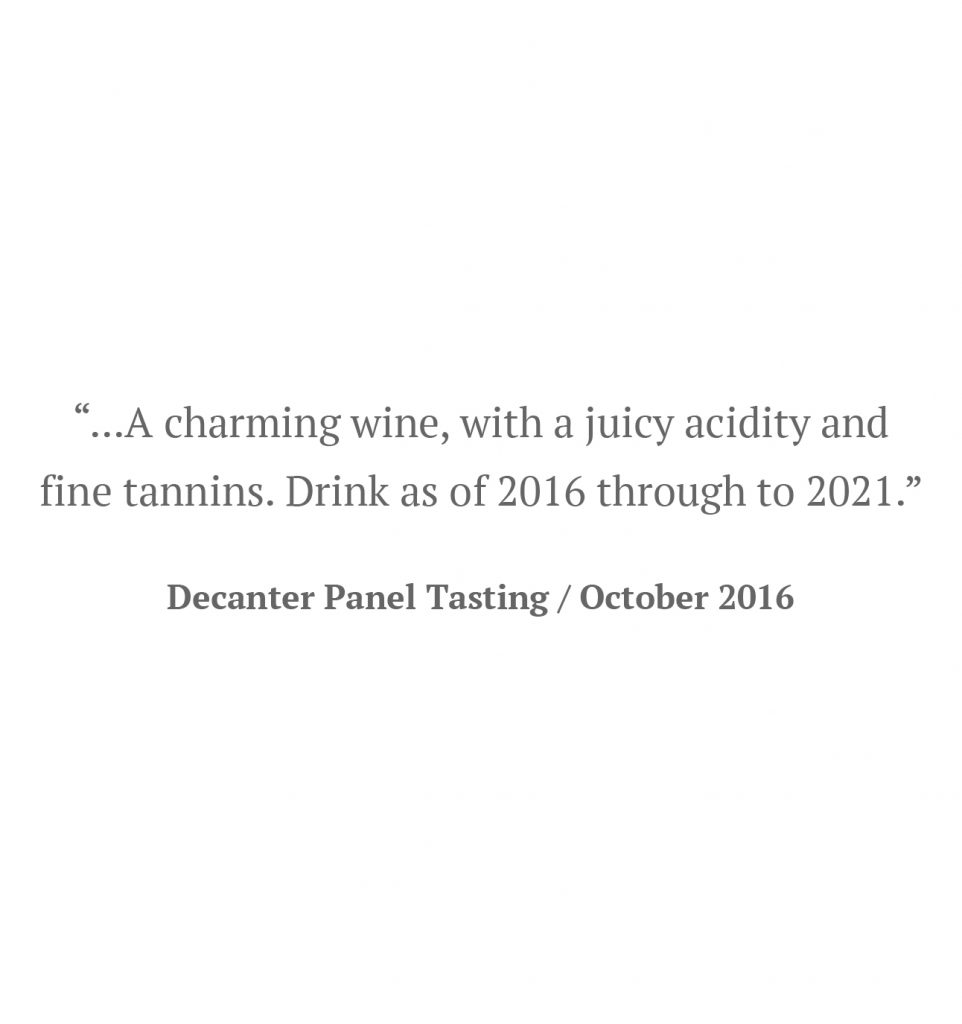 “...A charming wine, with a juicy acidity and
fine tannins. Drink as of 2016 through to 2021.”
Decanter Panel Tasting / October 2016